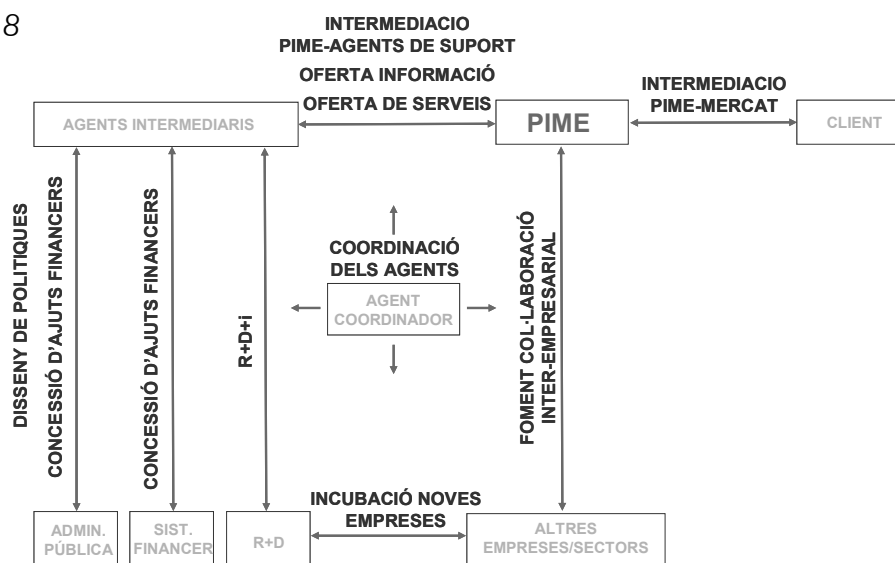 8
INTERMEDIACIO
PIME-AGENTS DE SUPORT
OFERTA INFORMACIÓ
OFERTA DE SERVEIS
INTERMEDIACIO
PIME-MERCAT
AGENTS INTERMEDIARIS
PIME
CLIENT
DISSENY DE POLITIQUES
CONCESSIÓ D'AJUTS FINANCERS
CONCESSIÓ D'AJUTS FINANCERS
R+D+i
COORDINACIÓ
DELS AGENTS
AGENT
COORDINADOR
FOMENT COL·LABORACIÓ
INTER-EMPRESARIAL
INCUBACIÓ NOVES
EMPRESES
ADMIN.
PÚBLICA
SIST.
FINANCER
R+D
ALTRES
EMPRESES/SECTORS